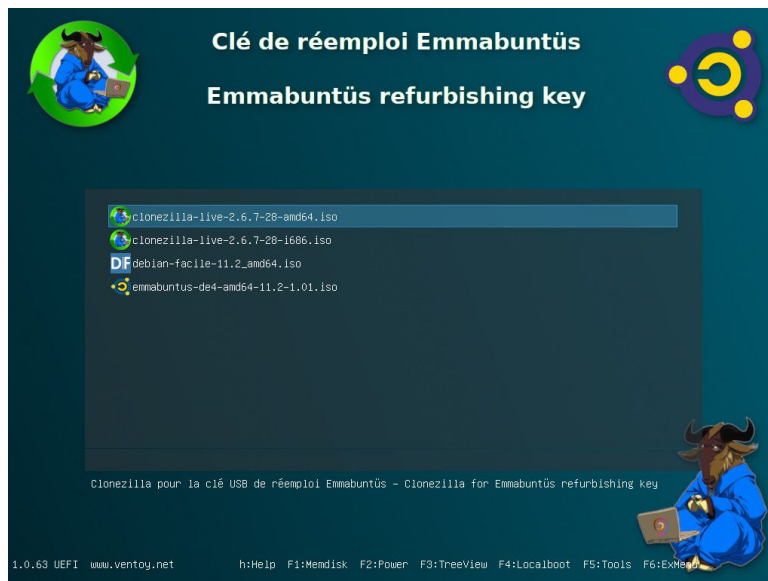 Clé de réemploi Emmabuntüs
Emmabuntüs refurbishing key
clonezilla-live-2.6.7-28-amd64.iso
clonezilla-live-2.6.7-28-i686.iso
DF debian-facile-11.2_amd64.iso
emmabuntus-de4-amd64-11.2-1.01.iso
Clonezilla pour la clé USB de réemploi Emmabuntüs - Clonezilla for Emmabuntüs refurbishing key
1.0.63 UEFI www.ventoy.net h:Help F1:Memdisk F2:Power F3:TreeView F4:Localboot F5:Tools F6:ExMenu